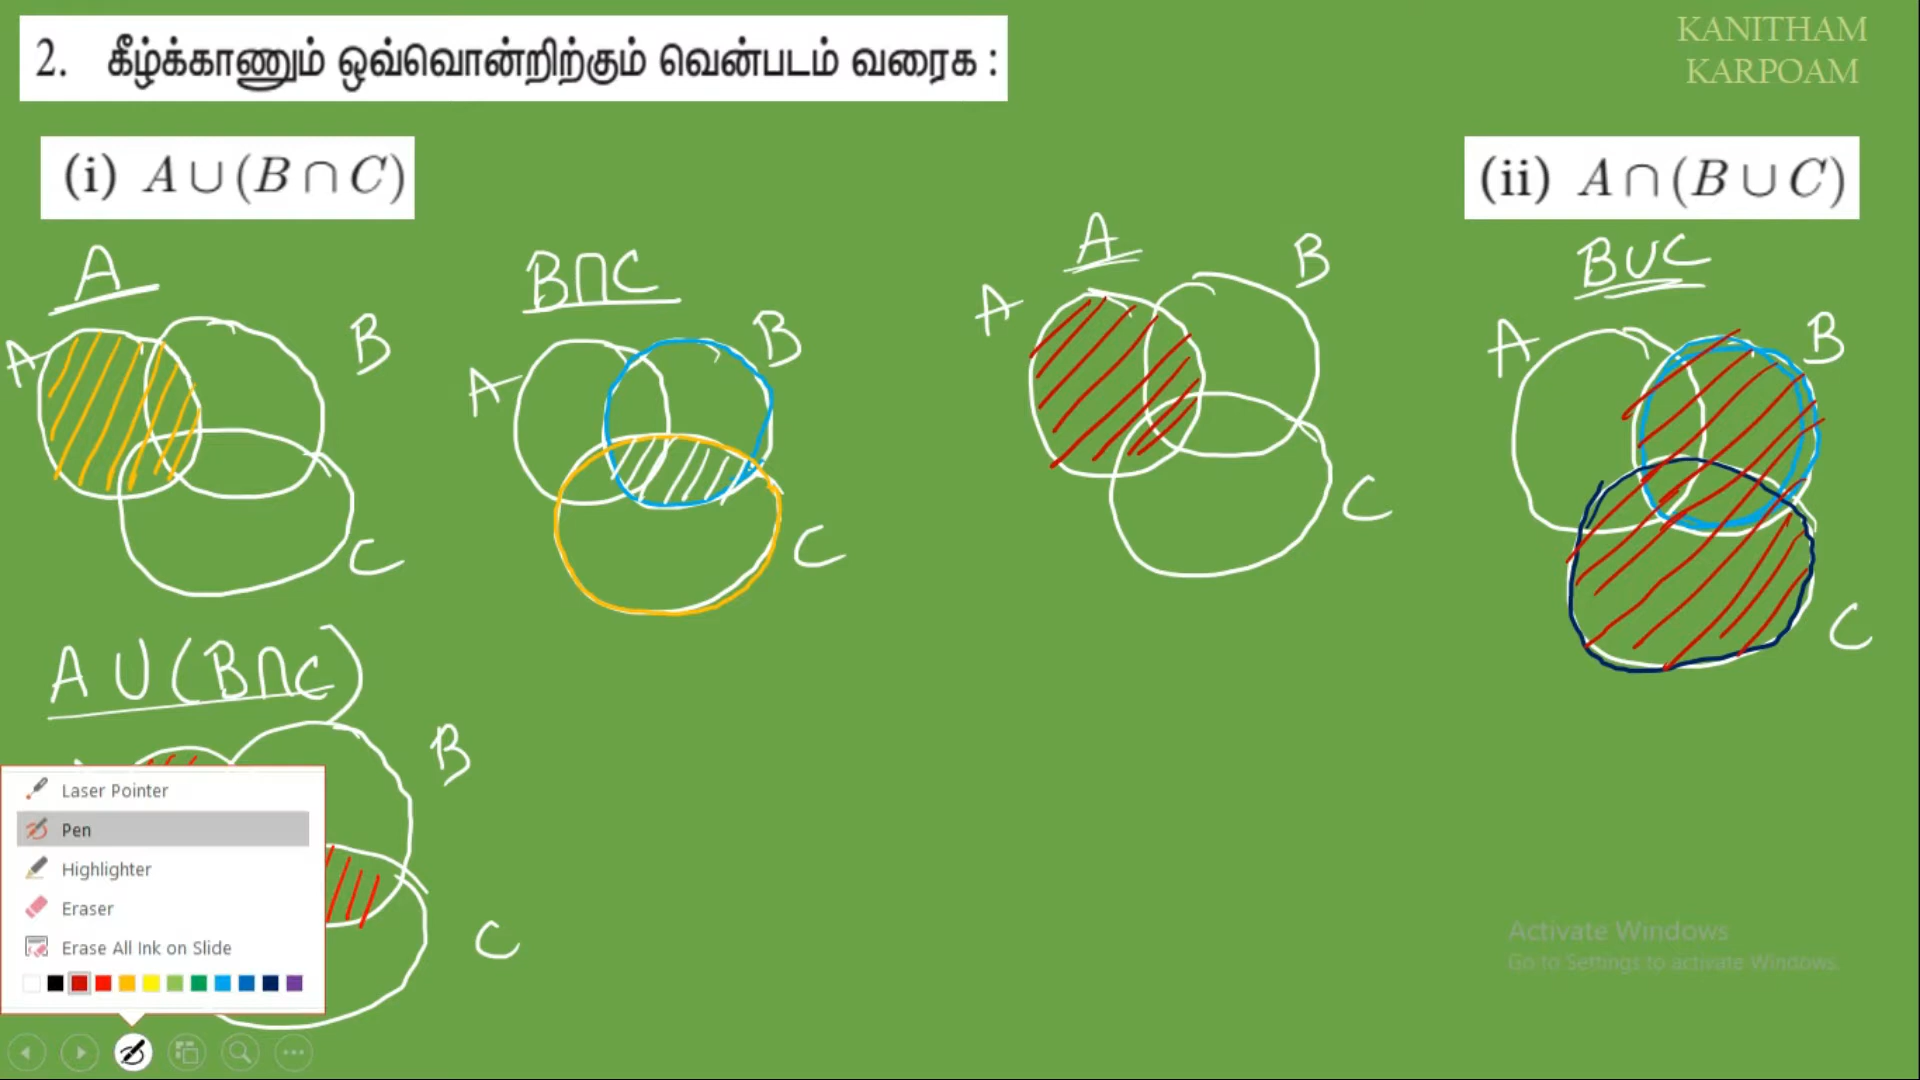 KANITHAM
KARPOAM
2. கீழ்க்காணும் ஒவ்வொன்றிற்கும் வென்படம் வரைக :
(i) A∪(B∩C)
(ii) A∩(B∪C)
A
A
B
C
B∩C
A
B
C
A
A
B
C
B∪C
A
B
C
A∪(B∩C)
B
C
Laser Pointer
Pen
Highlighter
Eraser
Erase All Ink on Slide
Activate Windows
Go to Settings to activate Windows.